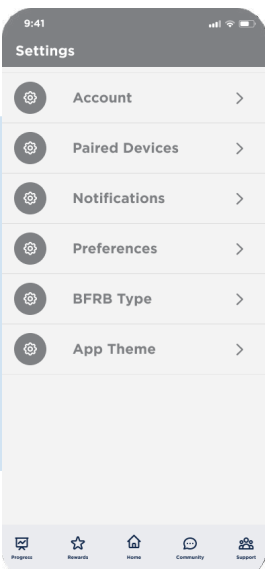 9:41
Settings
Account
Paired Devices
Notifications
Preferences
BFRB Type
App Theme
Progress Rewards Home Community Support